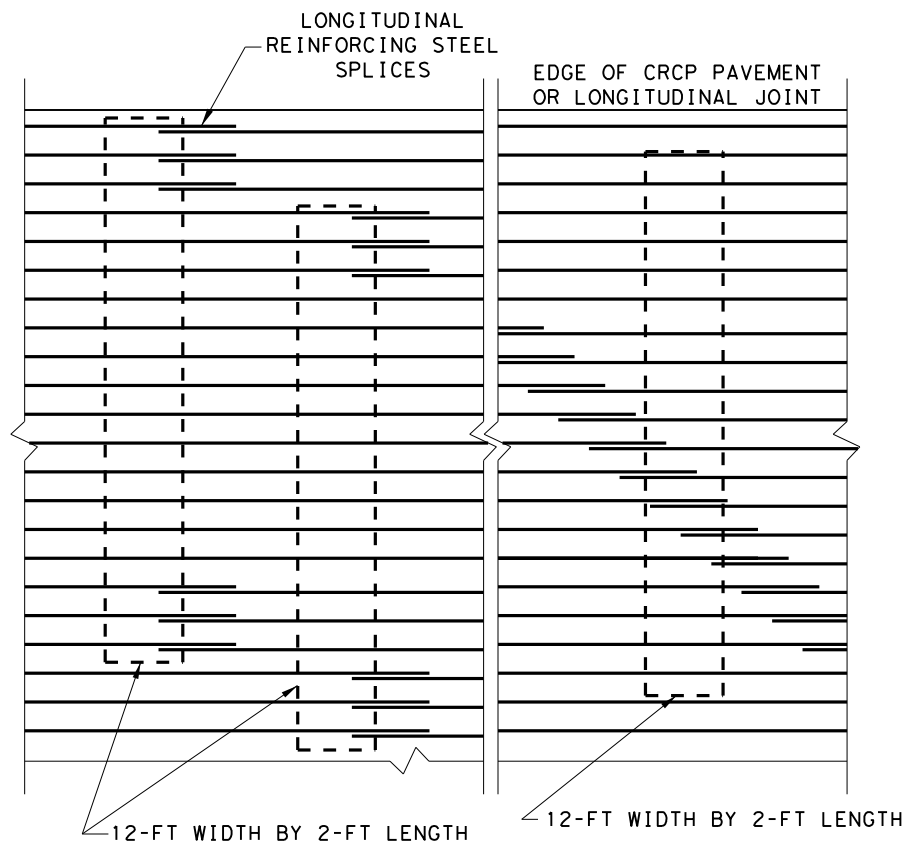 LONGITUDINAL
REINFORCING STEEL
SPLICES
EDGE OF CRCP PAVEMENT
OR LONGITUDINAL JOINT
12-FT WIDTH BY 2-FT LENGTH
12-FT WIDTH BY 2-FT LENGTH